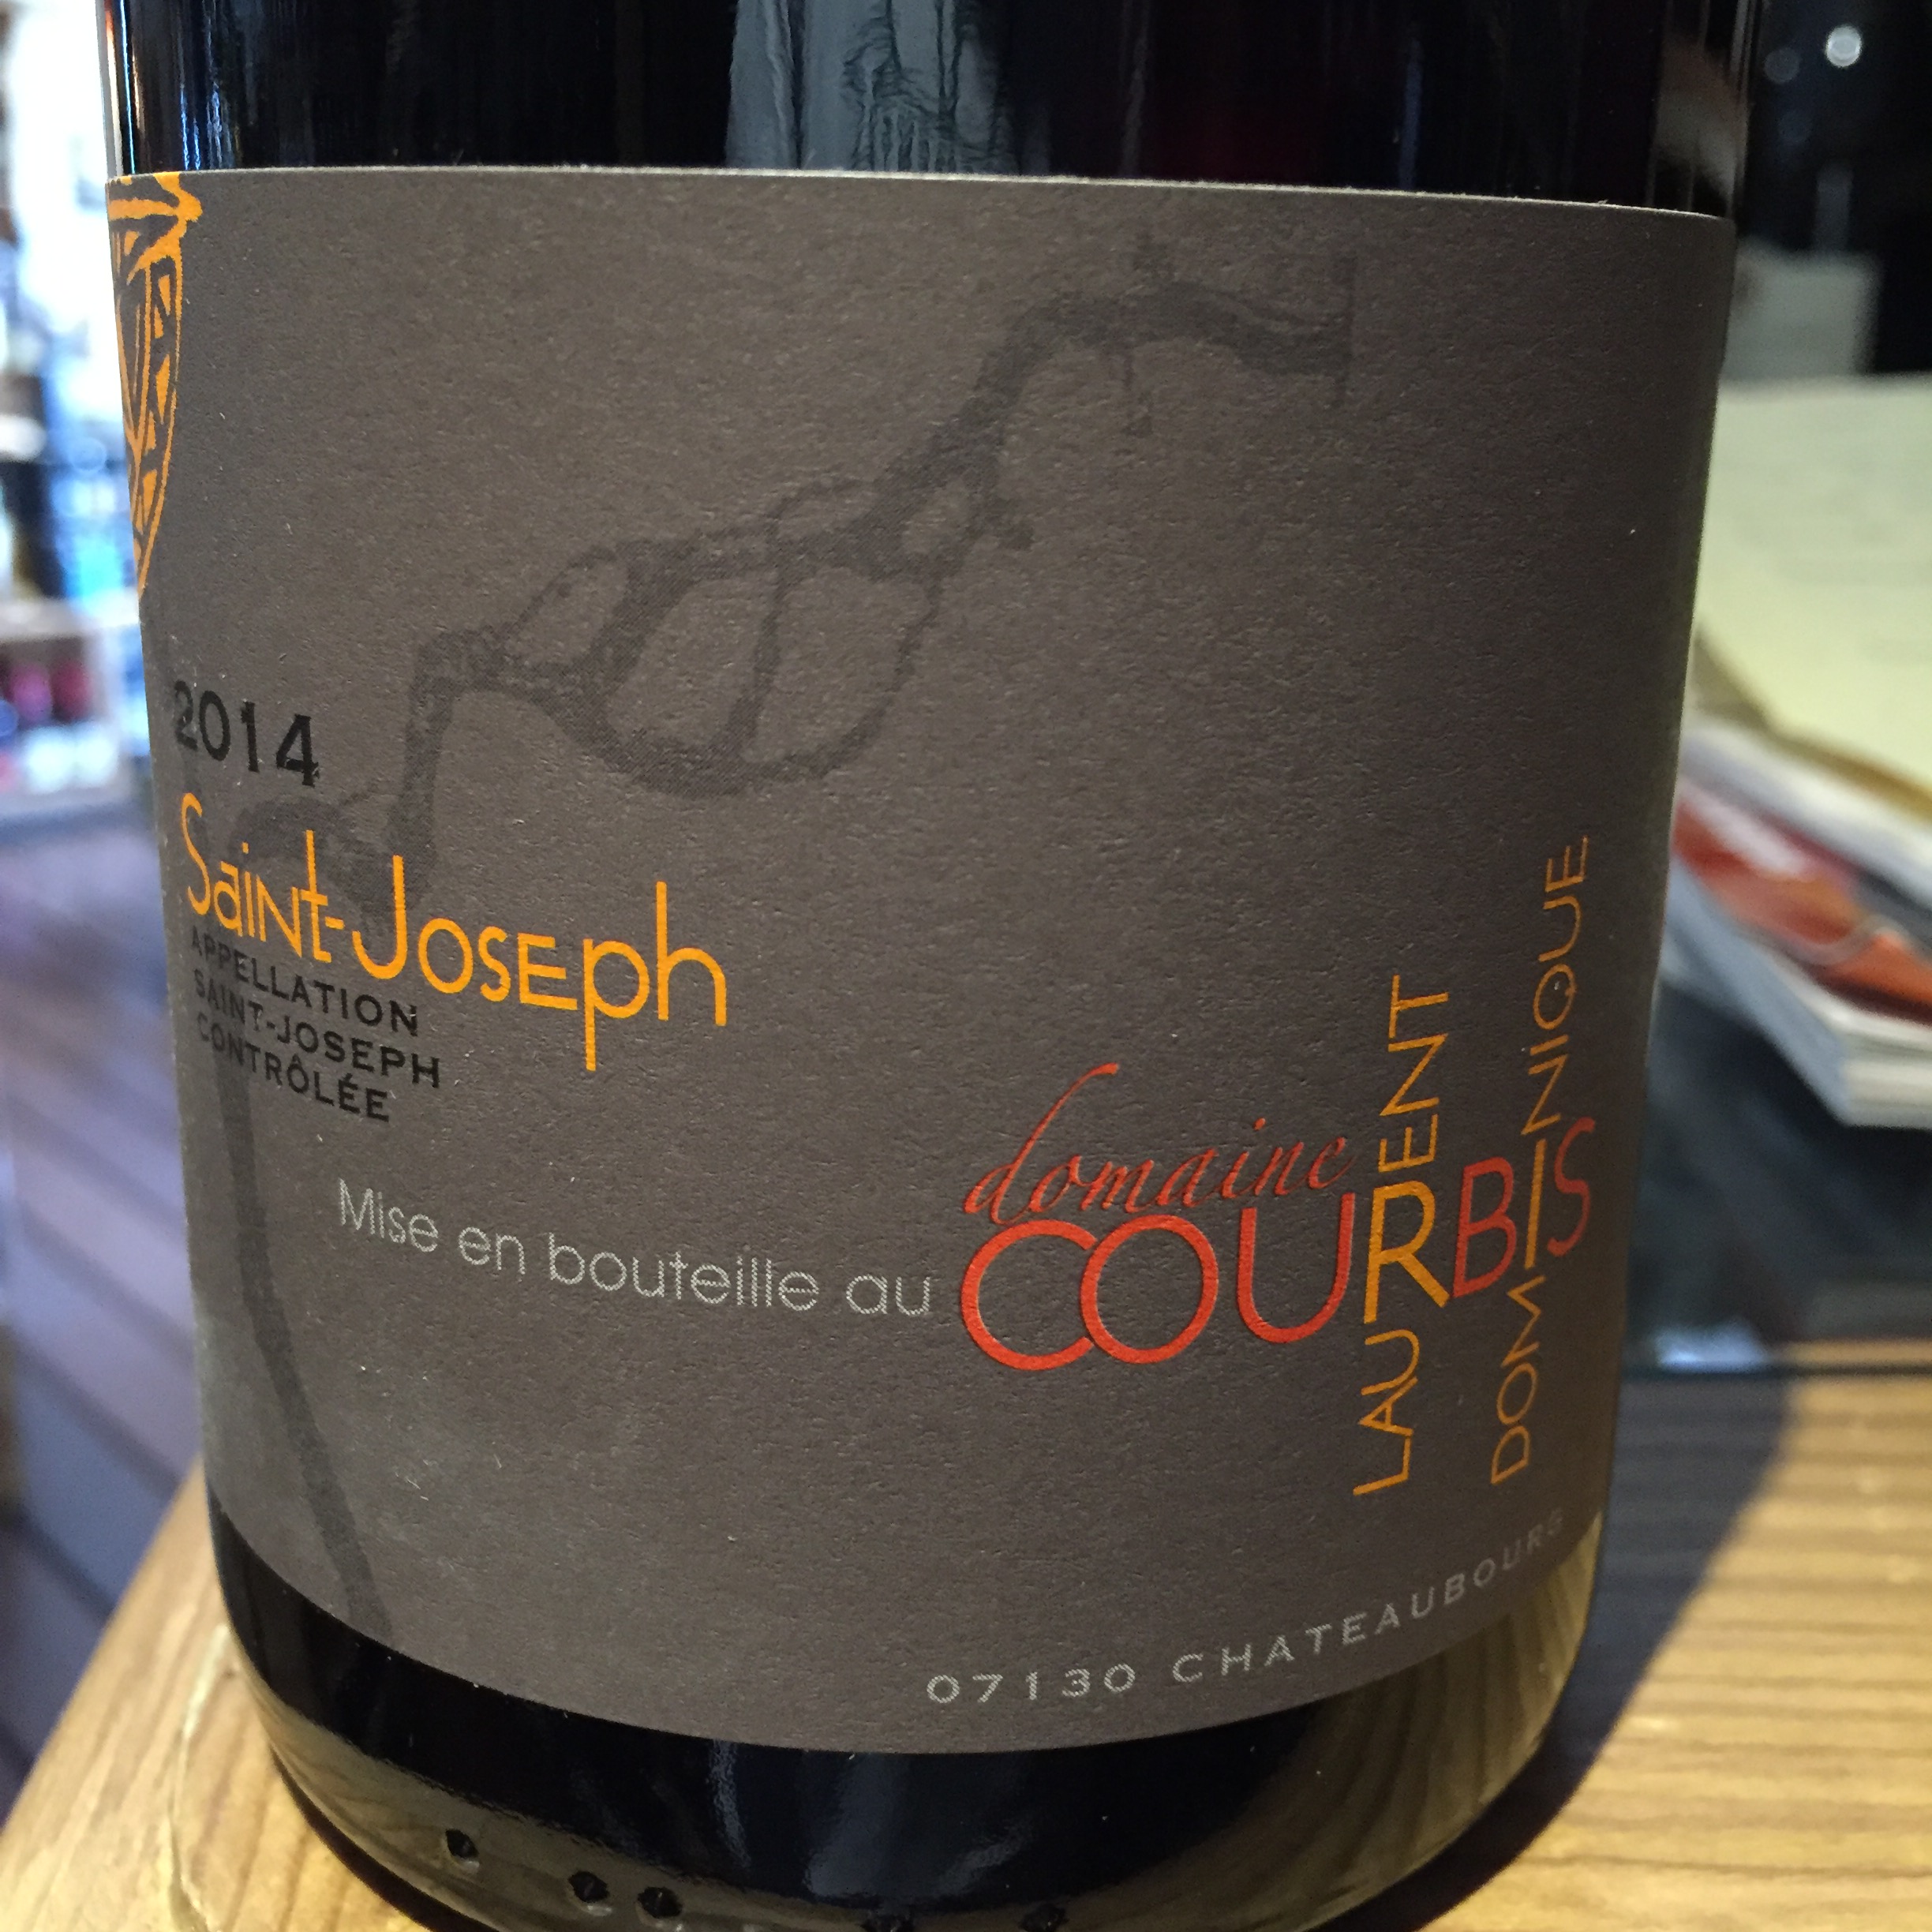 2014
Saint-Joseph
APPELLATION
SAINT-JOSEPH
CONTRÔLÉE
Mise en bouteille au
domaine
COURBIS
LAURENT
DOMINIQUE
07130 CHATEAUBOURG